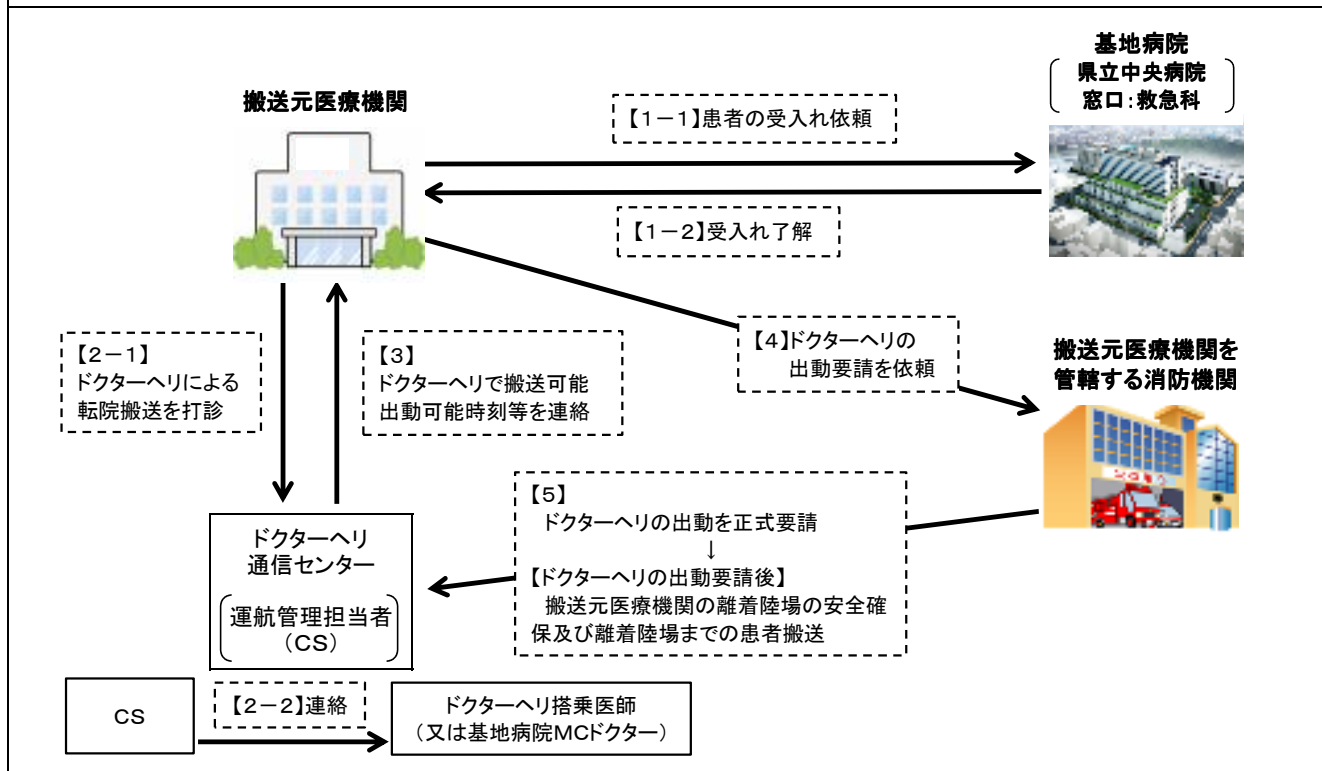 基地病院
県立中央病院
窓口:救急科
搬送元医療機関
【1-1】患者の受入れ依頼
【1-2】受入れ了解
【2-1】
ドクターヘリによる
転院搬送を打診
【3】
ドクターヘリで搬送可能
出動可能時刻等を連絡
【4】ドクターヘリの
出動要請を依頼
搬送元医療機関を
管轄する消防機関
【5】
ドクターヘリの出動を正式要請
↓
【ドクターヘリの出動要請後】
搬送元医療機関の離着陸場の安全確
保及び離着陸場までの患者搬送
ドクターヘリ
通信センター
運航管理担当者
(CS)
CS
【2-2】連絡
ドクターヘリ搭乗医師
(又は基地病院MCドクター)